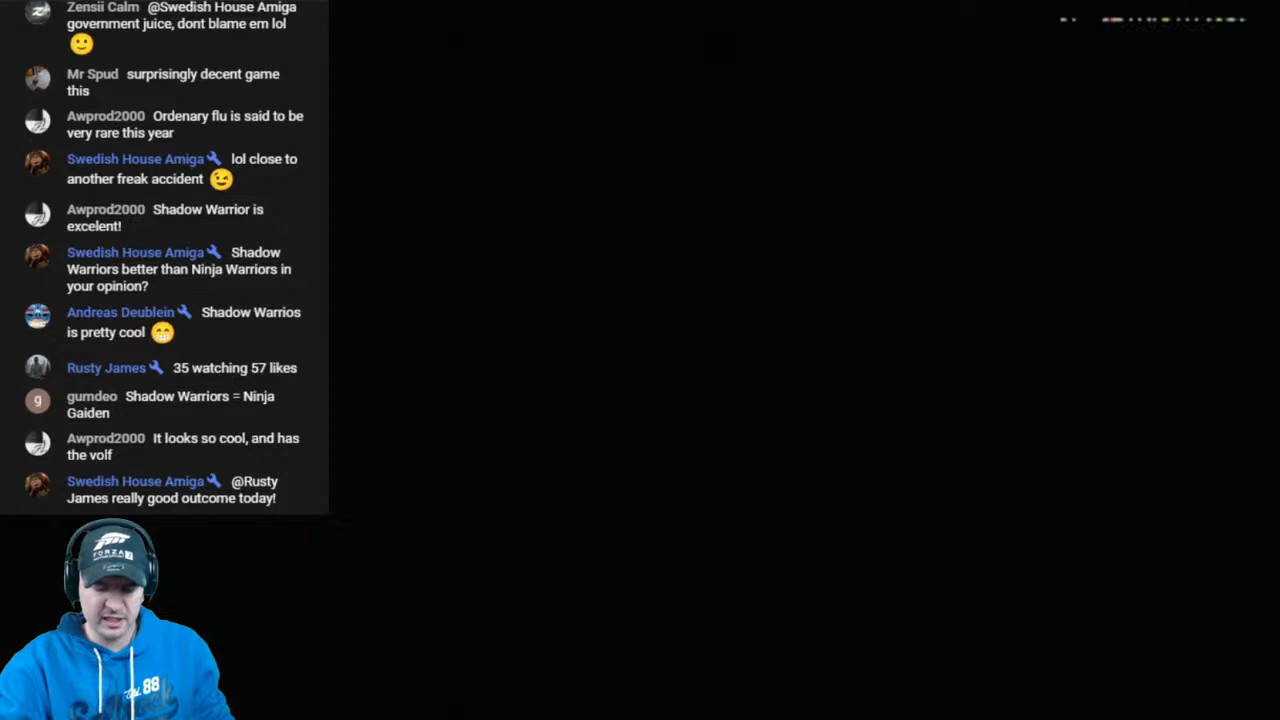 Zensii Calm @Swedish House Amiga
government juice, dont blame em lol
Mr Spud surprisingly decent game
this
Awprod2000 Ordenary flu is said to be
very rare this year
Swedish House Amiga lol close to
another freak accident
Awprod2000 Shadow Warrior is
excelent!
Swedish House Amiga Shadow
Warriors better than Ninja Warriors in
your opinion?
Andreas Deublein Shadow Warrios
is pretty cool
Rusty James 35 watching 57 likes
g
gumdeo Shadow Warriors = Ninja
Gaiden
Awprod2000 It looks so cool, and has
the volf
Swedish House Amiga @Rusty
James really good outcome today!
FORZA
88